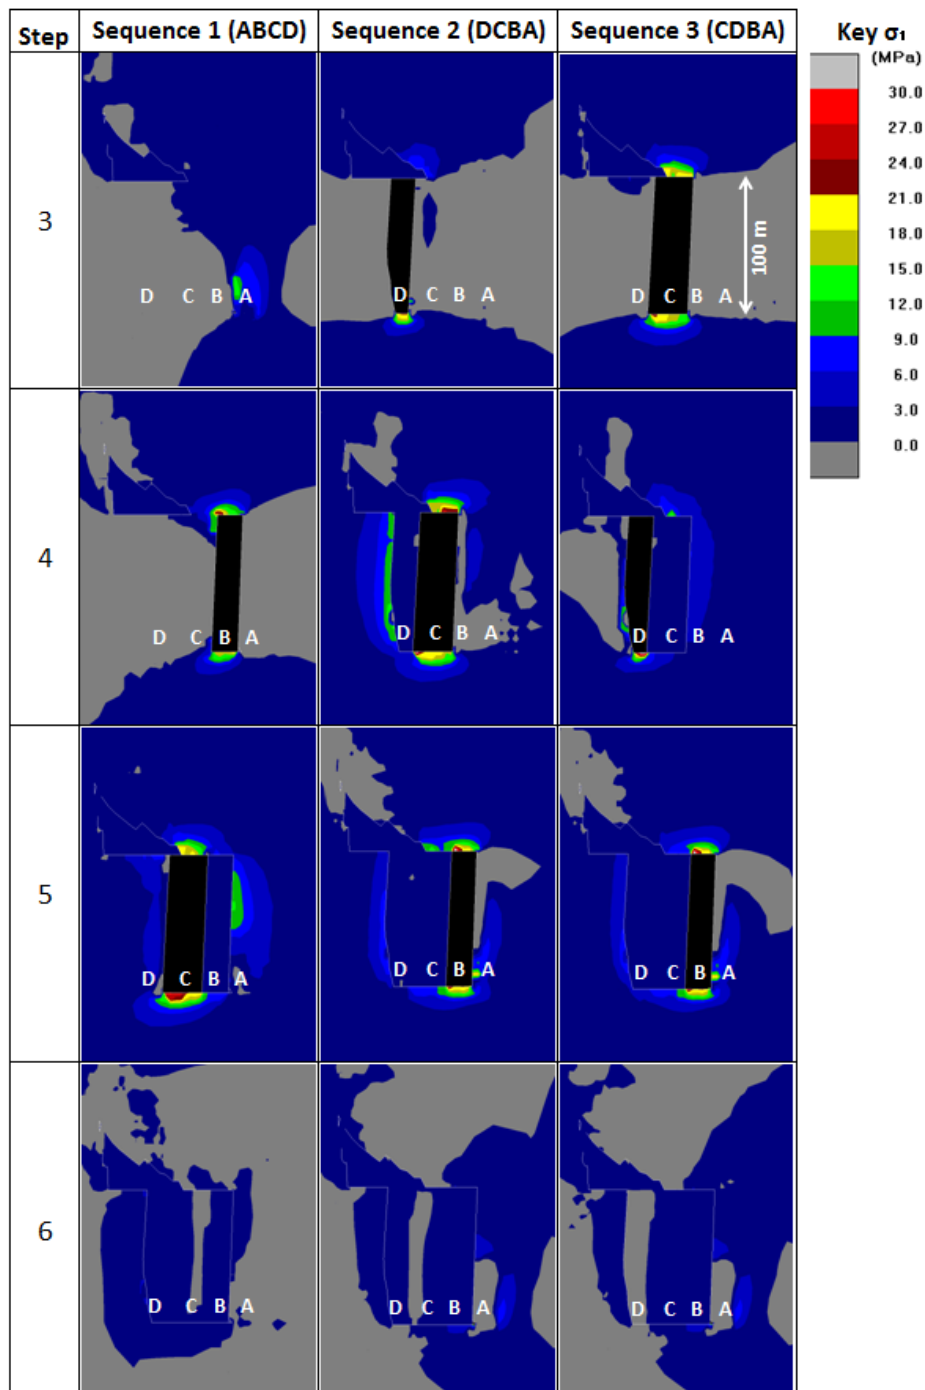 Step Sequence 1 (ABCD) Sequence 2 (DCBA) Sequence 3 (CDBA) Key σ₁
(MPa)
30.0
27.0
24.0
21.0
18.0
15.0
12.0
9.0
6.0
3.0
0.0
3
D C B A
D C B A
D C B A
100 m
4
D C B A
D C B A
D C B A
5
D C B A
D C B A
D C B A
6
D C B A
D C B A
D C B A